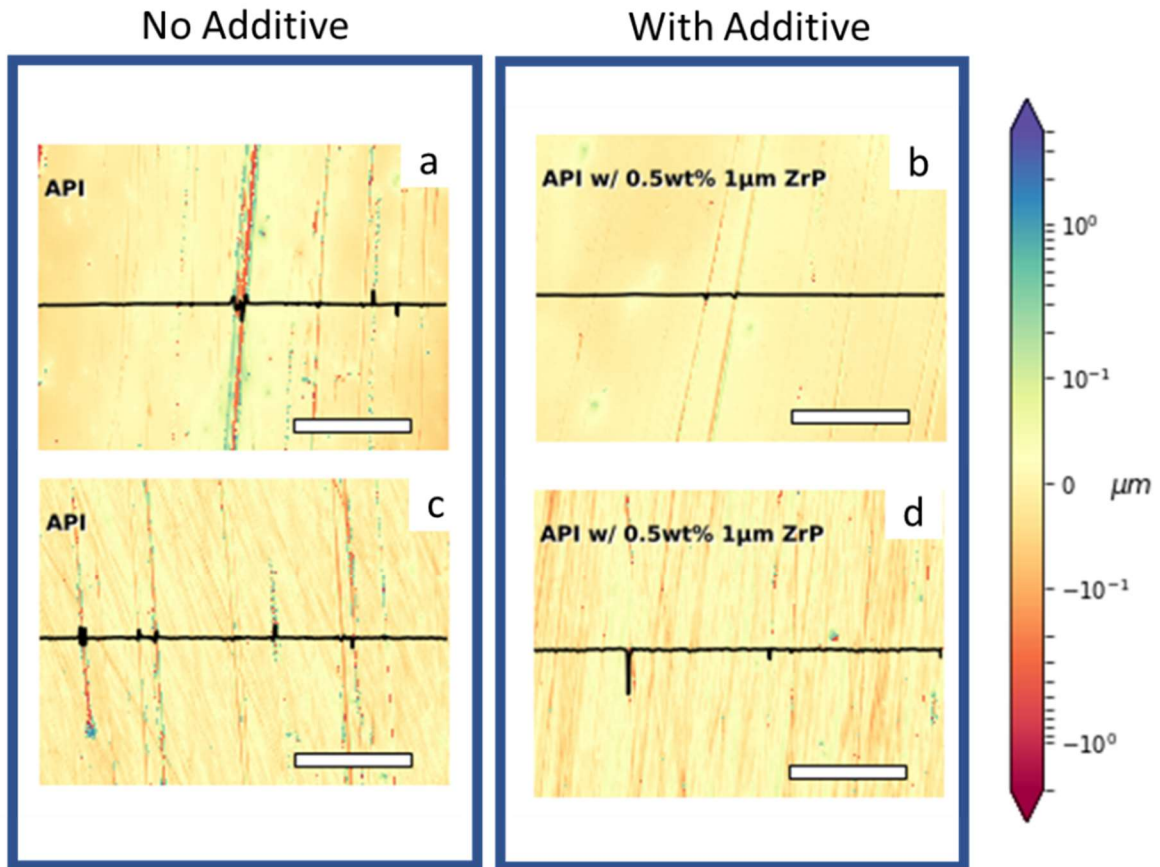 No Additive
With Additive
a
API
b
API w/ 0.5wt% 1μm ZrP
c
API
d
API w/ 0.5wt% 1μm ZrP
10⁰
10⁻¹
0 μm
−10⁻¹
−10⁰